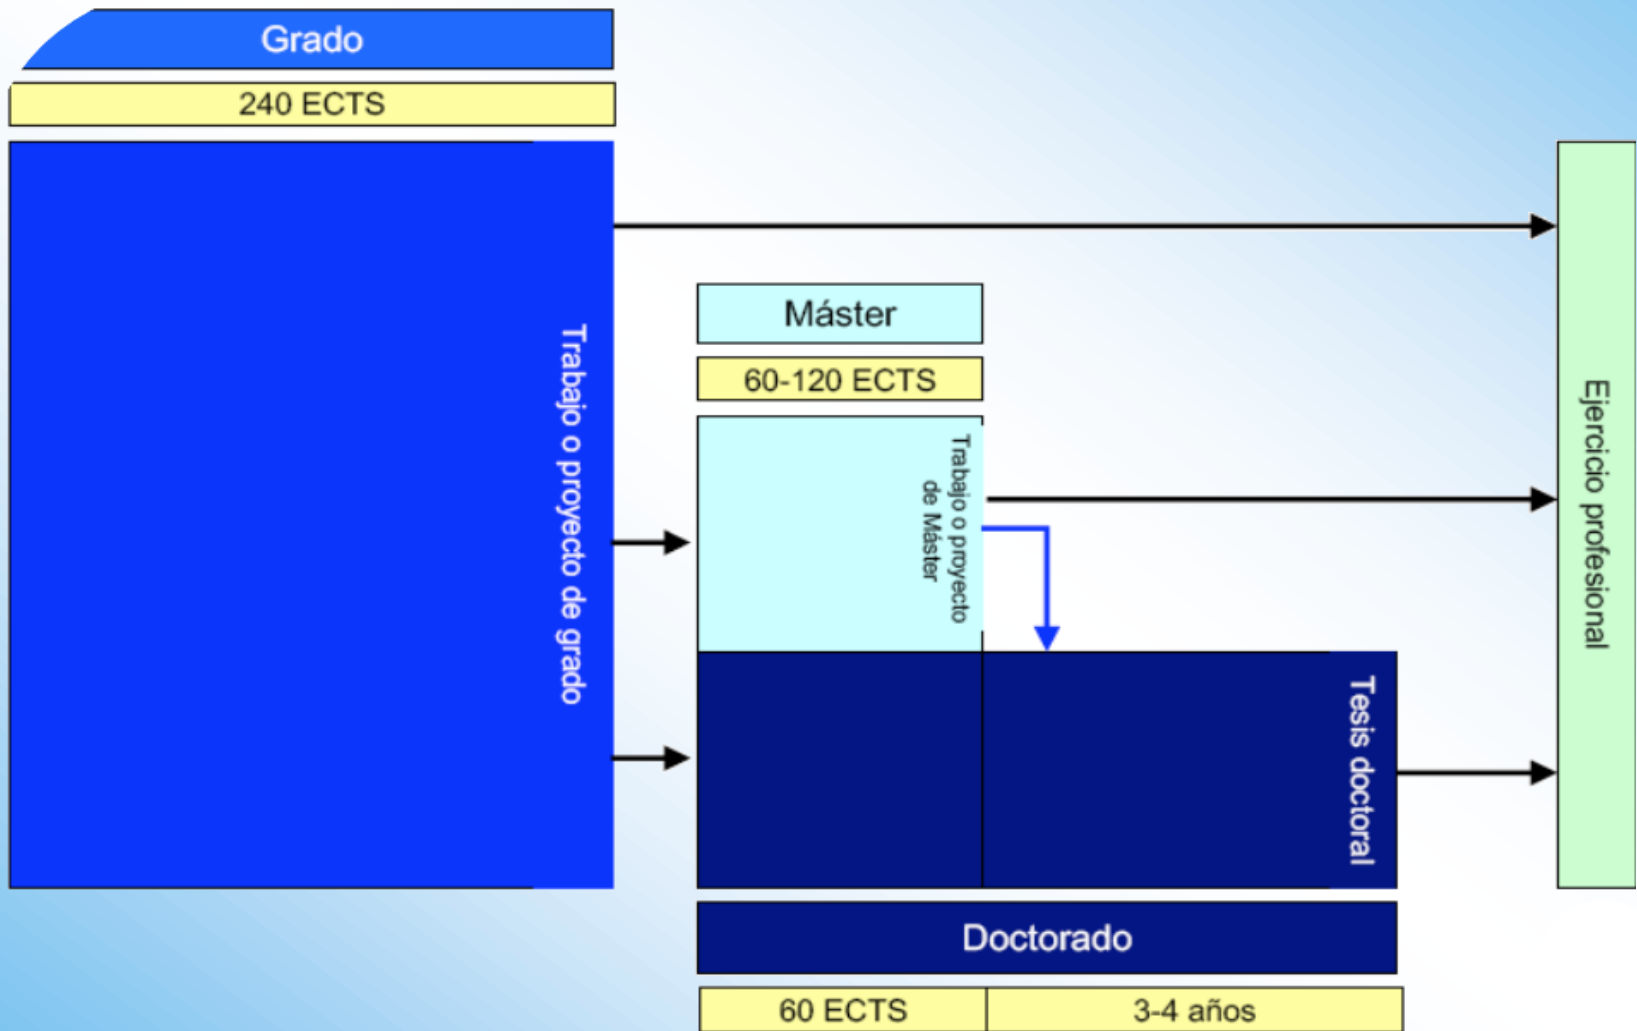 Grado
240 ECTS
Trabajo o proyecto de grado
Máster
60-120 ECTS
Trabajo o proyecto
de Máster
Ejercicio profesional
Tesis doctoral
Doctorado
60 ECTS
3-4 años